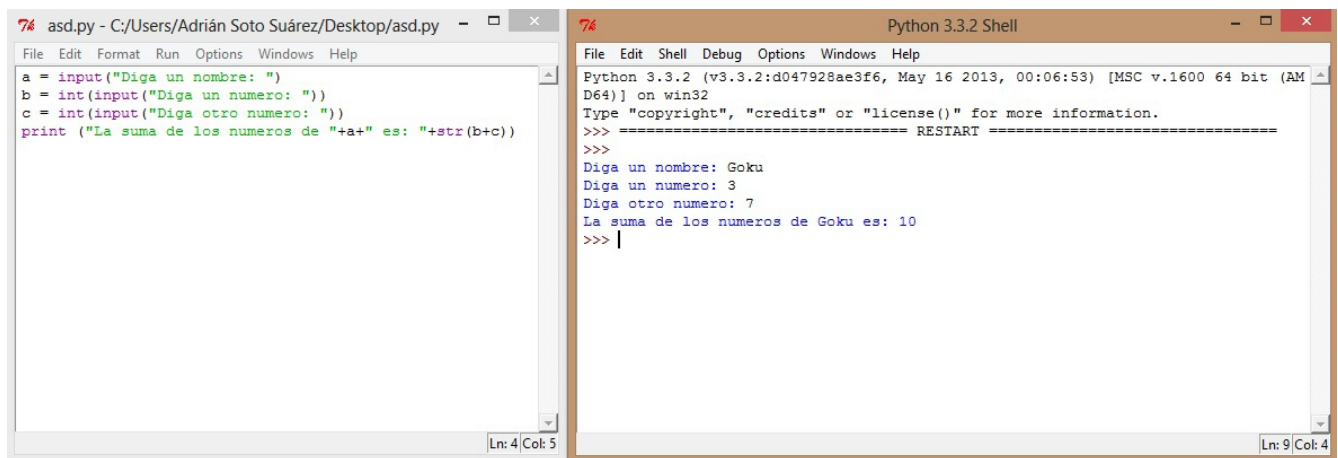 asd.py - C:/Users/Adrián Soto Suárez/Desktop/asd.py
File Edit Format Run Options Windows Help
a = input("Diga un nombre: ")
b = int(input("Diga un numero: "))
c = int(input("Diga otro numero: "))
print ("La suma de los numeros de "+a+" es: "+str(b+c))
Ln: 4 Col: 5
Python 3.3.2 Shell
File Edit Shell Debug Options Windows Help
Python 3.3.2 (v3.3.2:d047928ae3f6, May 16 2013, 00:06:53) [MSC v.1600 64 bit (AM
D64)] on win32
Type "copyright", "credits" or "license()" for more information.
>>> ================================ RESTART ================================
>>>
Diga un nombre: Goku
Diga un numero: 3
Diga otro numero: 7
La suma de los numeros de Goku es: 10
>>>
Ln: 9 Col: 4